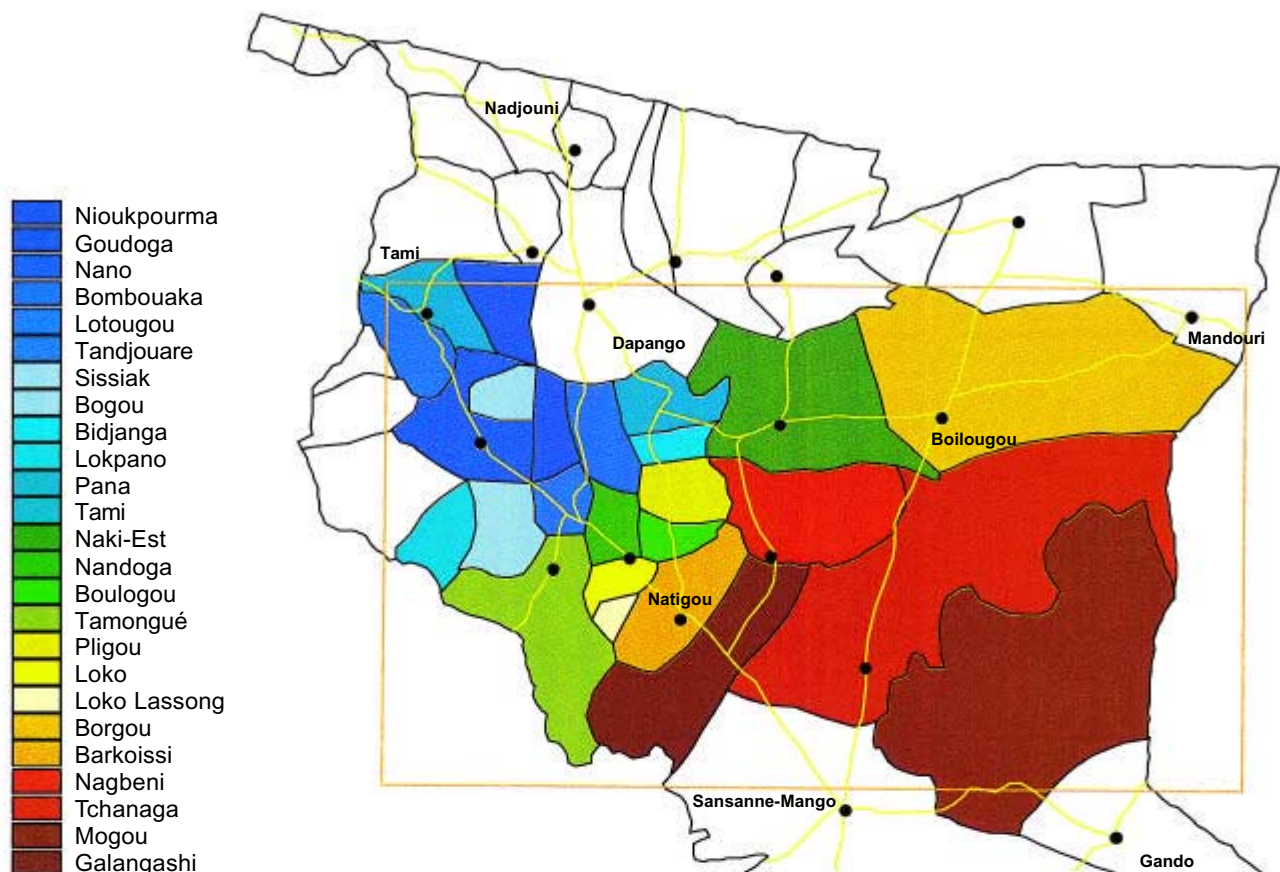 Nadjouni
Tami
Dapango
Mandouri
Boilougou
Natigou
Sansanne-Mango
Gando
Nioukpourma
Goudoga
Nano
Bombouaka
Lotougou
Tandjouare
Sissiak
Bogou
Bidjanga
Lokpano
Pana
Tami
Naki-Est
Nandoga
Boulogou
Tamongué
Pligou
Loko
Loko Lassong
Borgou
Barkoissi
Nagbeni
Tchanaga
Mogou
Galangashi